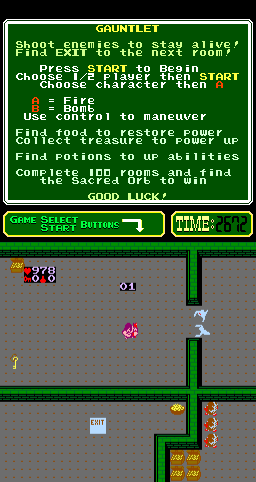 GAUNTLET
Shoot enemies to stay alive!
Find EXIT to the next room!
Press START to Begin
Choose 1/2 player then START
Choose character then A
A = Fire
B = Bomb
Use control to maneuver
Find food to restore power
Collect treasure to power up
Find potions to up abilities
Complete 100 rooms and find
the Sacred Orb to win
GOOD LUCK!
GAME SELECT
START BUTTONS
TIME: 2672
978
0 0
01
EXIT